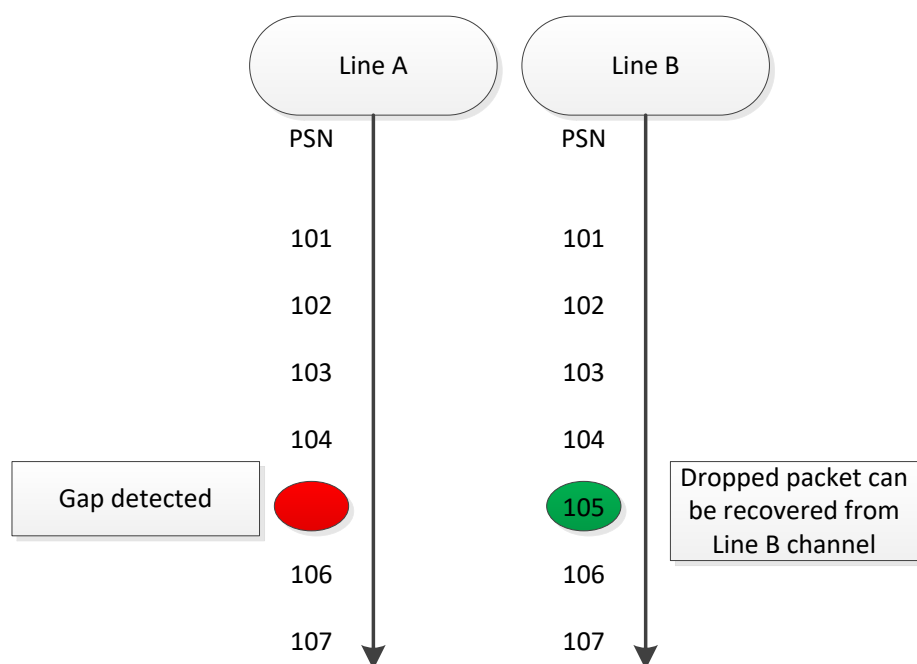 Line A
Line B
PSN
PSN
101
101
102
102
103
103
104
104
Gap detected
105
Dropped packet can
be recovered from
Line B channel
106
106
107
107